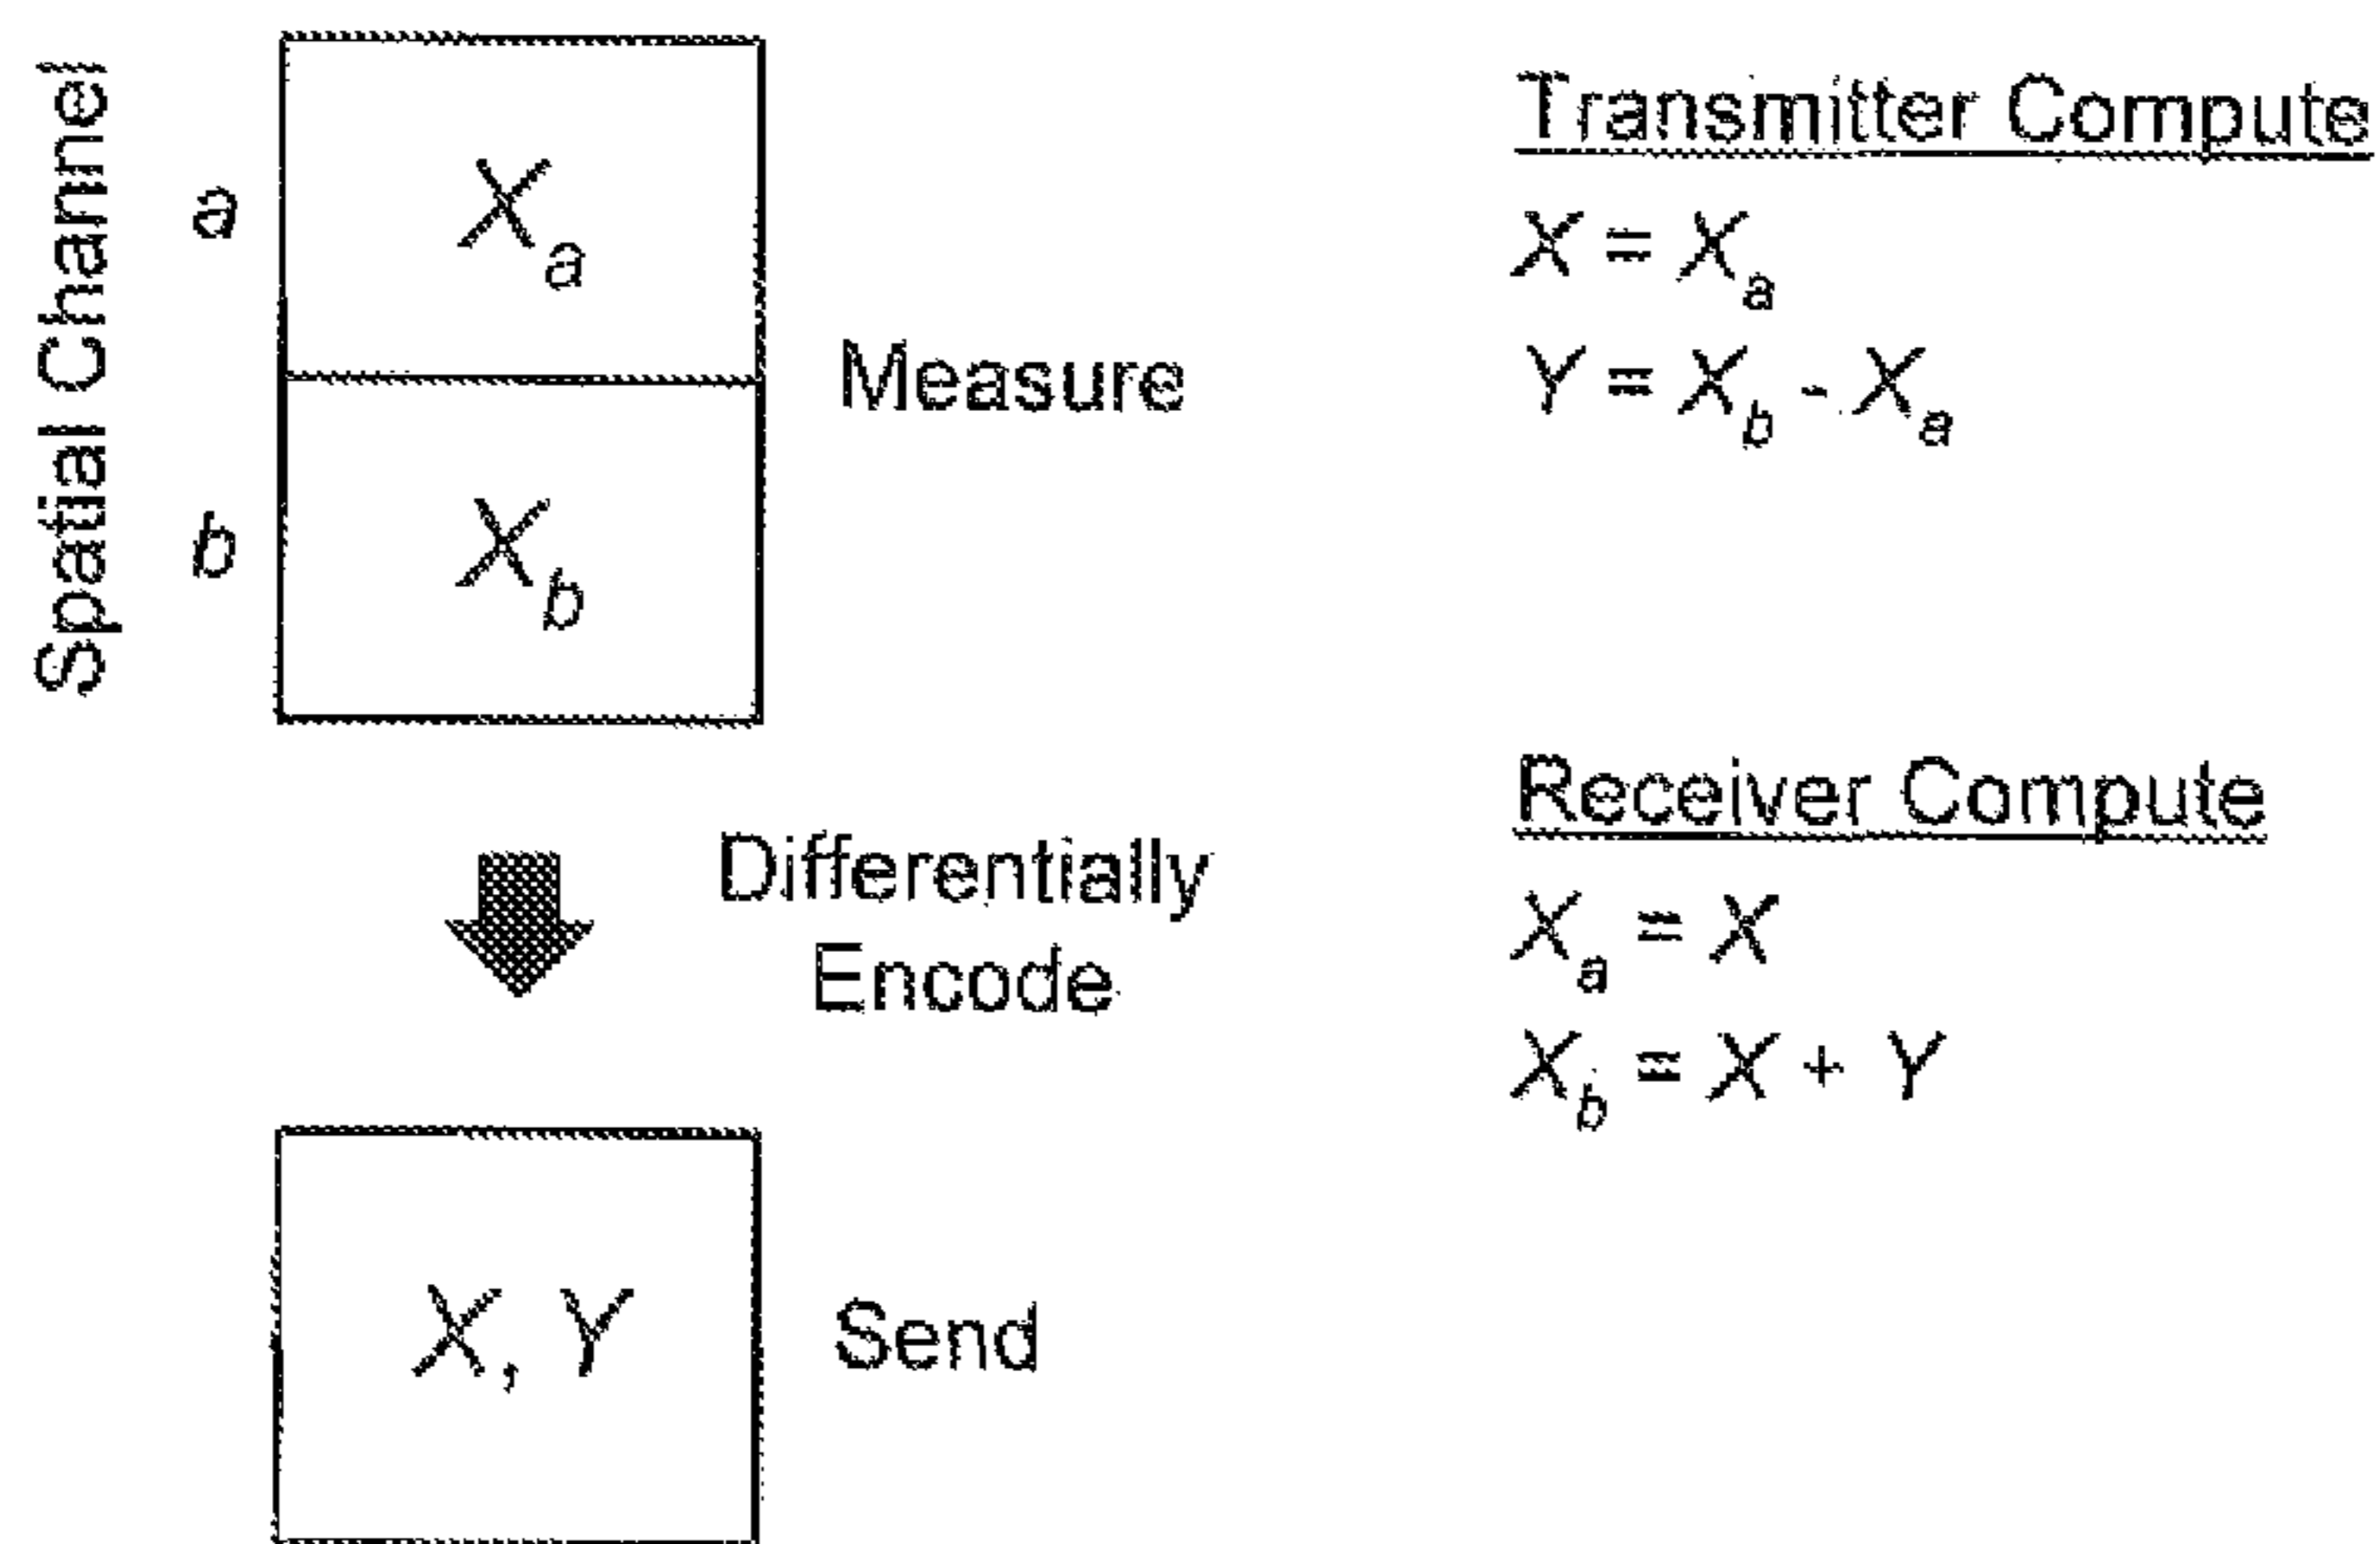 Spatial Channel
a
X_a
Measure
b
X_b
Differentially
Encode
X, Y
Send
Transmitter Compute
X = X_a
Y = X_b - X_a
Receiver Compute
X_a = X
X_b = X + Y